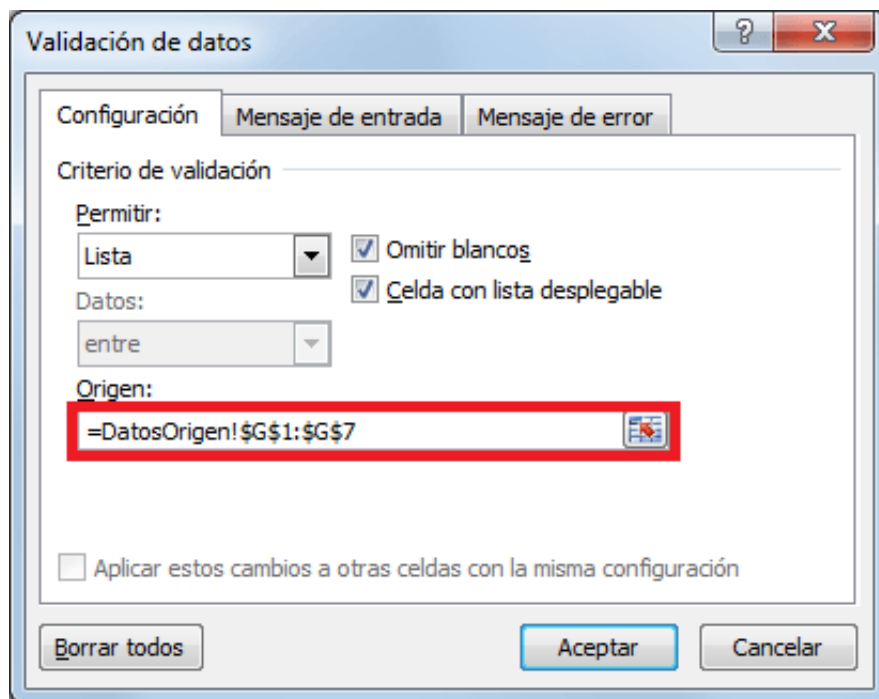 Validación de datos
Configuración Mensaje de entrada Mensaje de error
Criterio de validación
Permitir:
Lista Omitir blancos
Celda con lista desplegable
Datos:
entre
Origen:
=DatosOrigen!$G$1:$G$7
Aplicar estos cambios a otras celdas con la misma configuración
Borrar todos Aceptar Cancelar